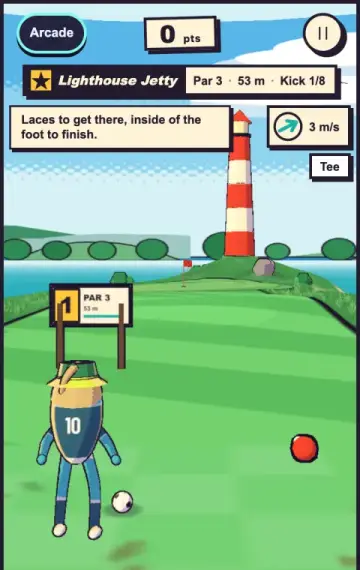 Arcade
0 pts
Lighthouse Jetty
Par 3 · 53 m · Kick 1/8
Laces to get there, inside of the
foot to finish.
3 m/s
Tee
1
PAR 3
53 m
10